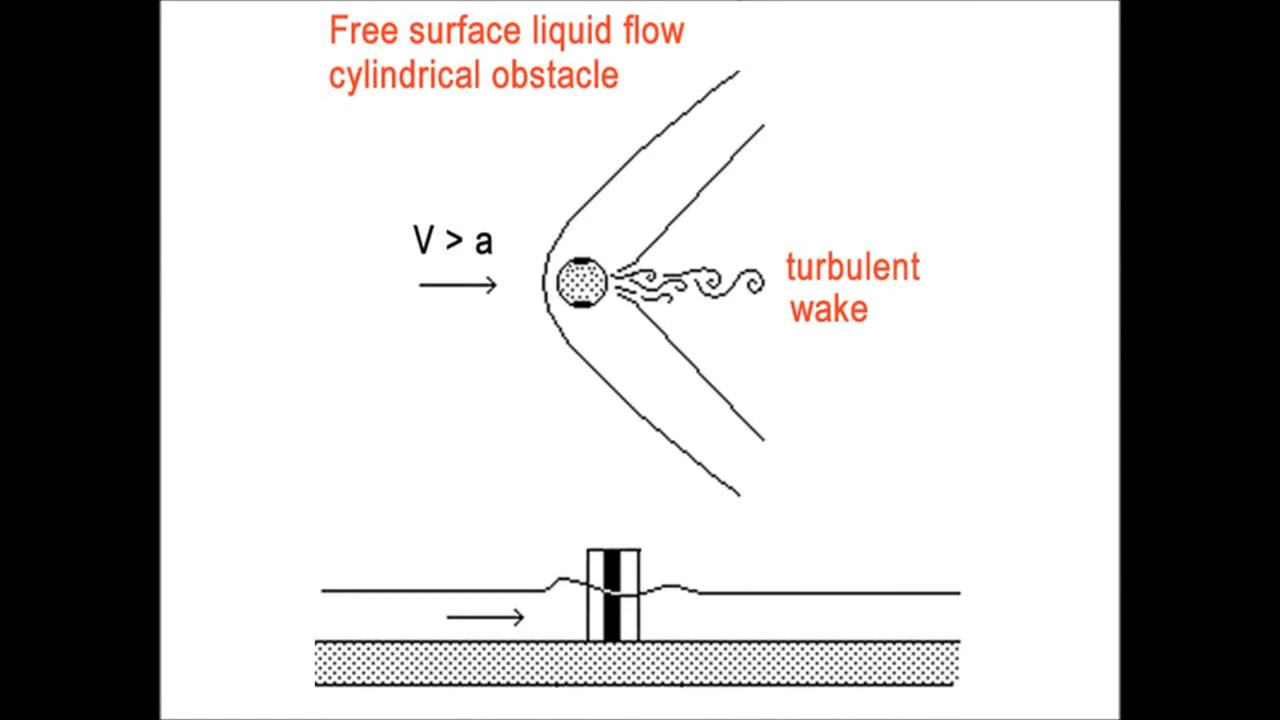 Free surface liquid flow
cylindrical obstacle
V > a
turbulent
wake